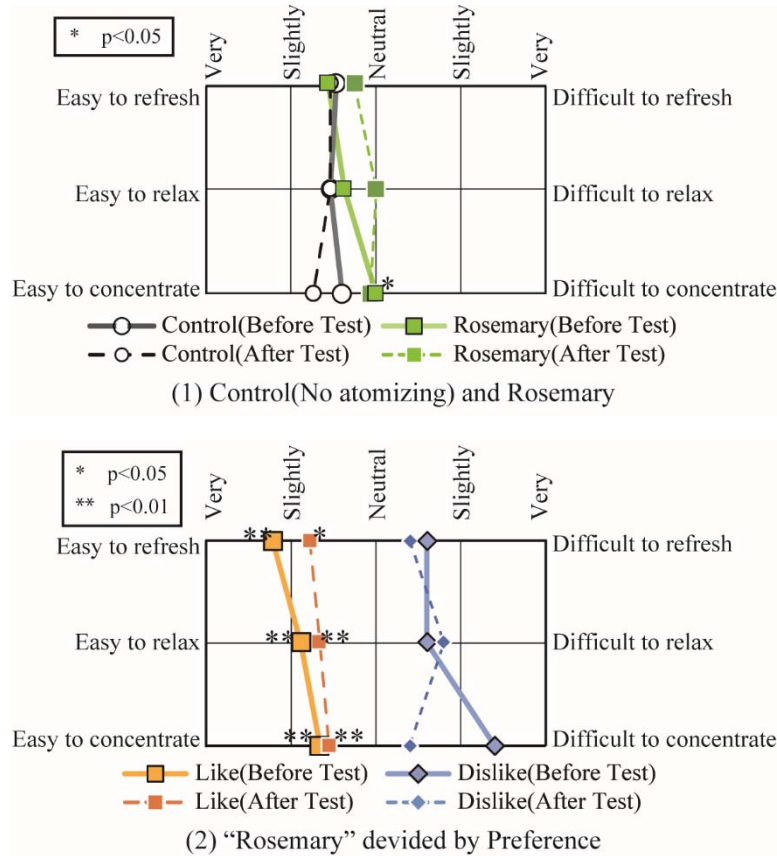 * p<0.05
Very Slightly Neutral Slightly Very
Easy to refresh Difficult to refresh
Easy to relax Difficult to relax
*
Easy to concentrate Difficult to concentrate
Control(Before Test) Rosemary(Before Test)
Control(After Test) Rosemary(After Test)
(1) Control(No atomizing) and Rosemary
* p<0.05
** p<0.01
Very Slightly Neutral Slightly Very
** *
Easy to refresh Difficult to refresh
Easy to relax ** ** Difficult to relax
Easy to concentrate ** ** Difficult to concentrate
Like(Before Test) Dislike(Before Test)
Like(After Test) Dislike(After Test)
(2) “Rosemary” devided by Preference